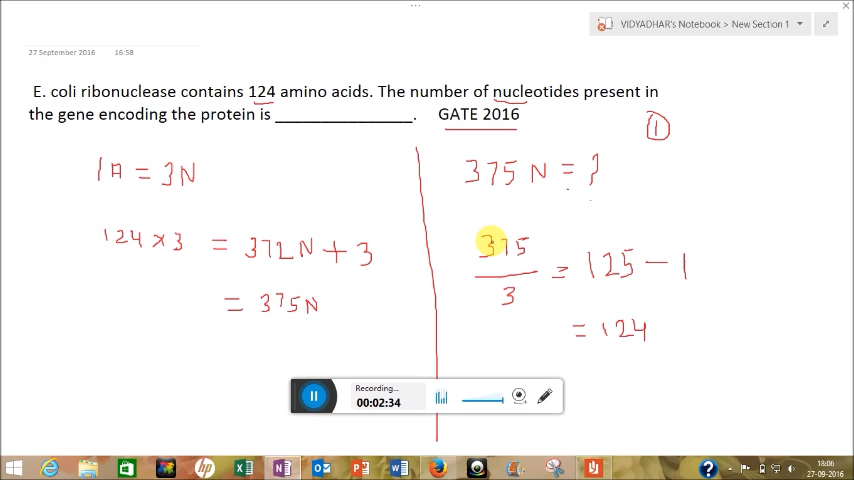 VIDYADHAR's Notebook > New Section 1
27 September 2016 16:58
E. coli ribonuclease contains 124 amino acids. The number of nucleotides present in
the gene encoding the protein is ________________. GATE 2016
1
1A = 3N
124 × 3 = 372N + 3
= 375N
375 N = ?
375
3
= 125 − 1
= 124
Recording...
00:02:34
18:06
27-09-2016